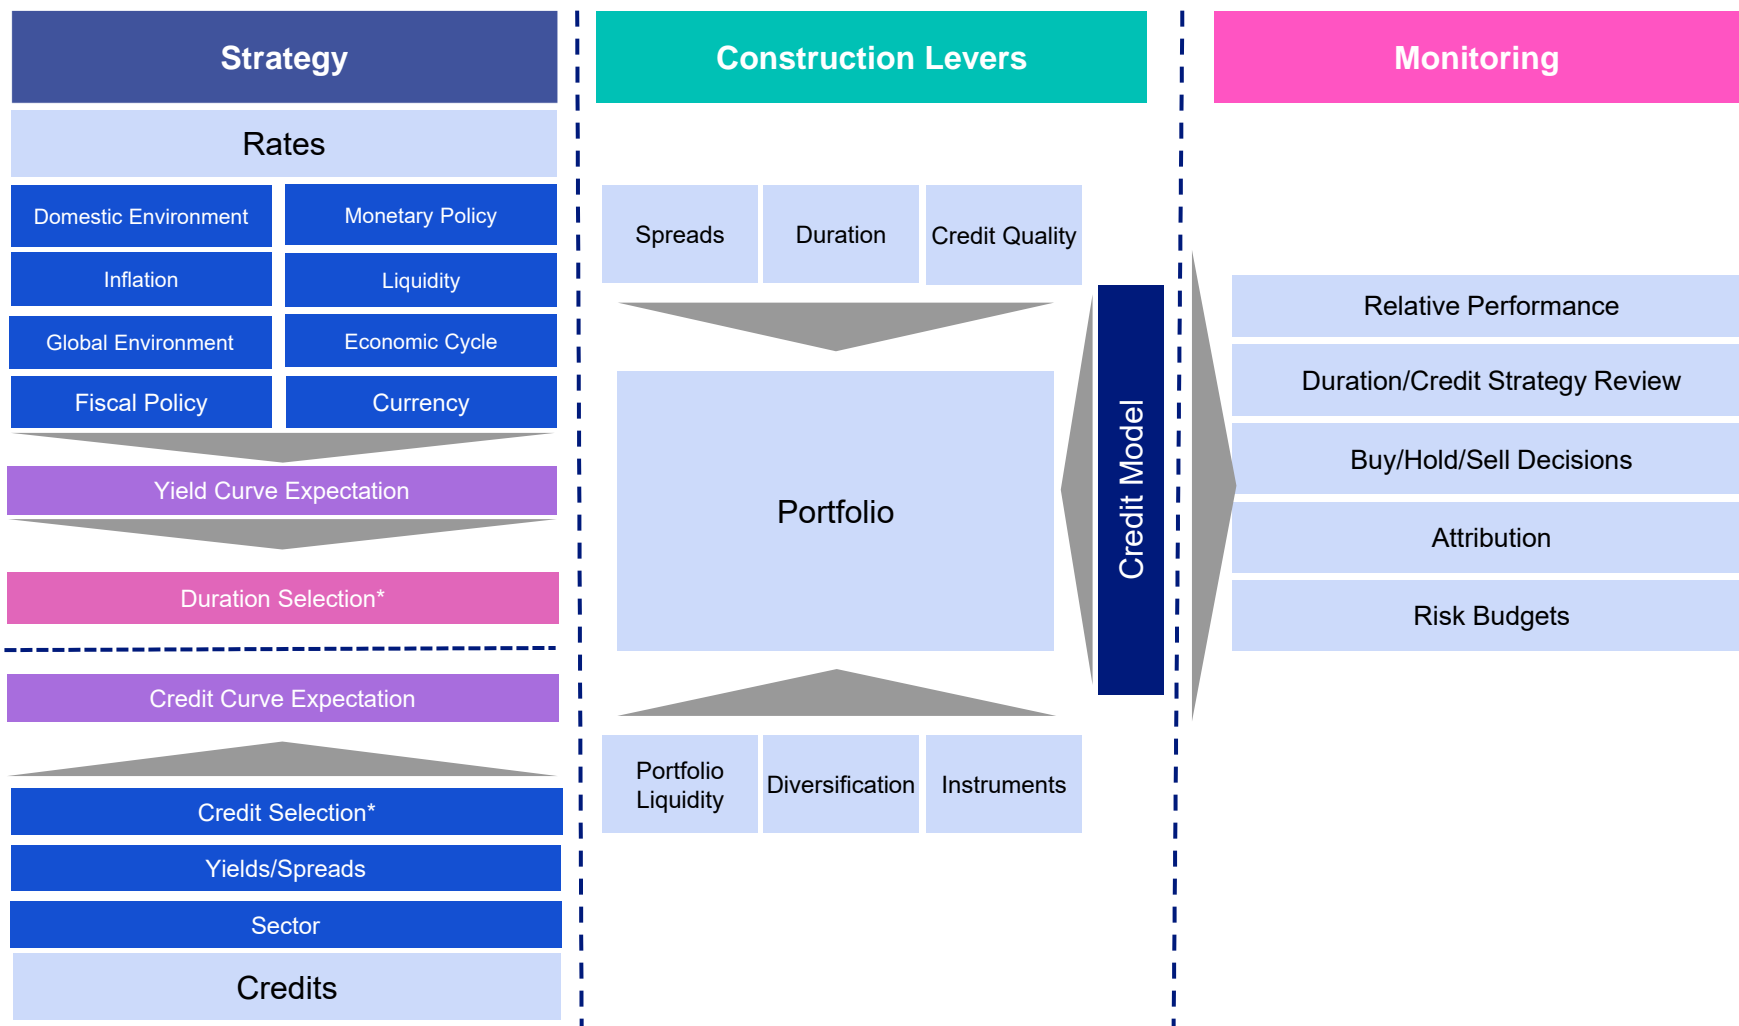 Strategy
Rates
Domestic Environment
Monetary Policy
Inflation
Liquidity
Global Environment
Economic Cycle
Fiscal Policy
Currency
Yield Curve Expectation
Duration Selection*
Credit Curve Expectation
Credit Selection*
Yields/Spreads
Sector
Credits
Construction Levers
Spreads
Duration
Credit Quality
Portfolio
Credit Model
Portfolio
Liquidity
Diversification
Instruments
Monitoring
Relative Performance
Duration/Credit Strategy Review
Buy/Hold/Sell Decisions
Attribution
Risk Budgets